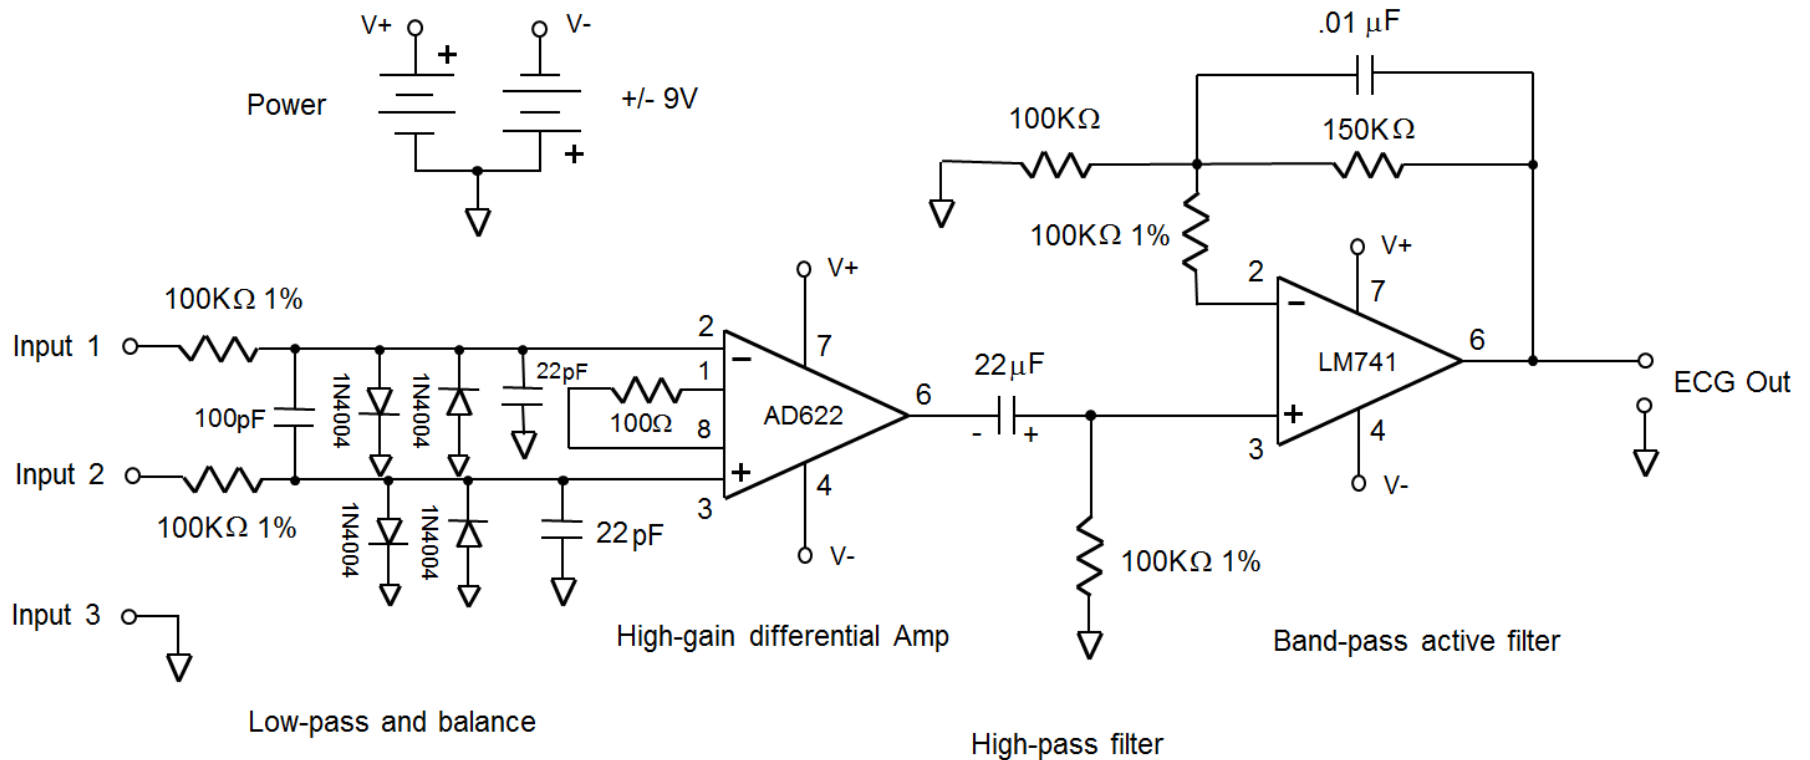 V+
V-
+
Power
+/- 9V
+
.01 µF
100KΩ
150KΩ
100KΩ 1%
V+
2
7
-
6
LM741
ECG Out
+
3
4
V-
100KΩ 1%
Input 1
V+
2
7
-
1
22pF
1N4004
1N4004
100pF
100Ω
8
AD622
6
22µF
- +
Input 2
+
3
4
V-
100KΩ 1%
1N4004
1N4004
22pF
100KΩ 1%
Input 3
High-gain differential Amp
Band-pass active filter
Low-pass and balance
High-pass filter